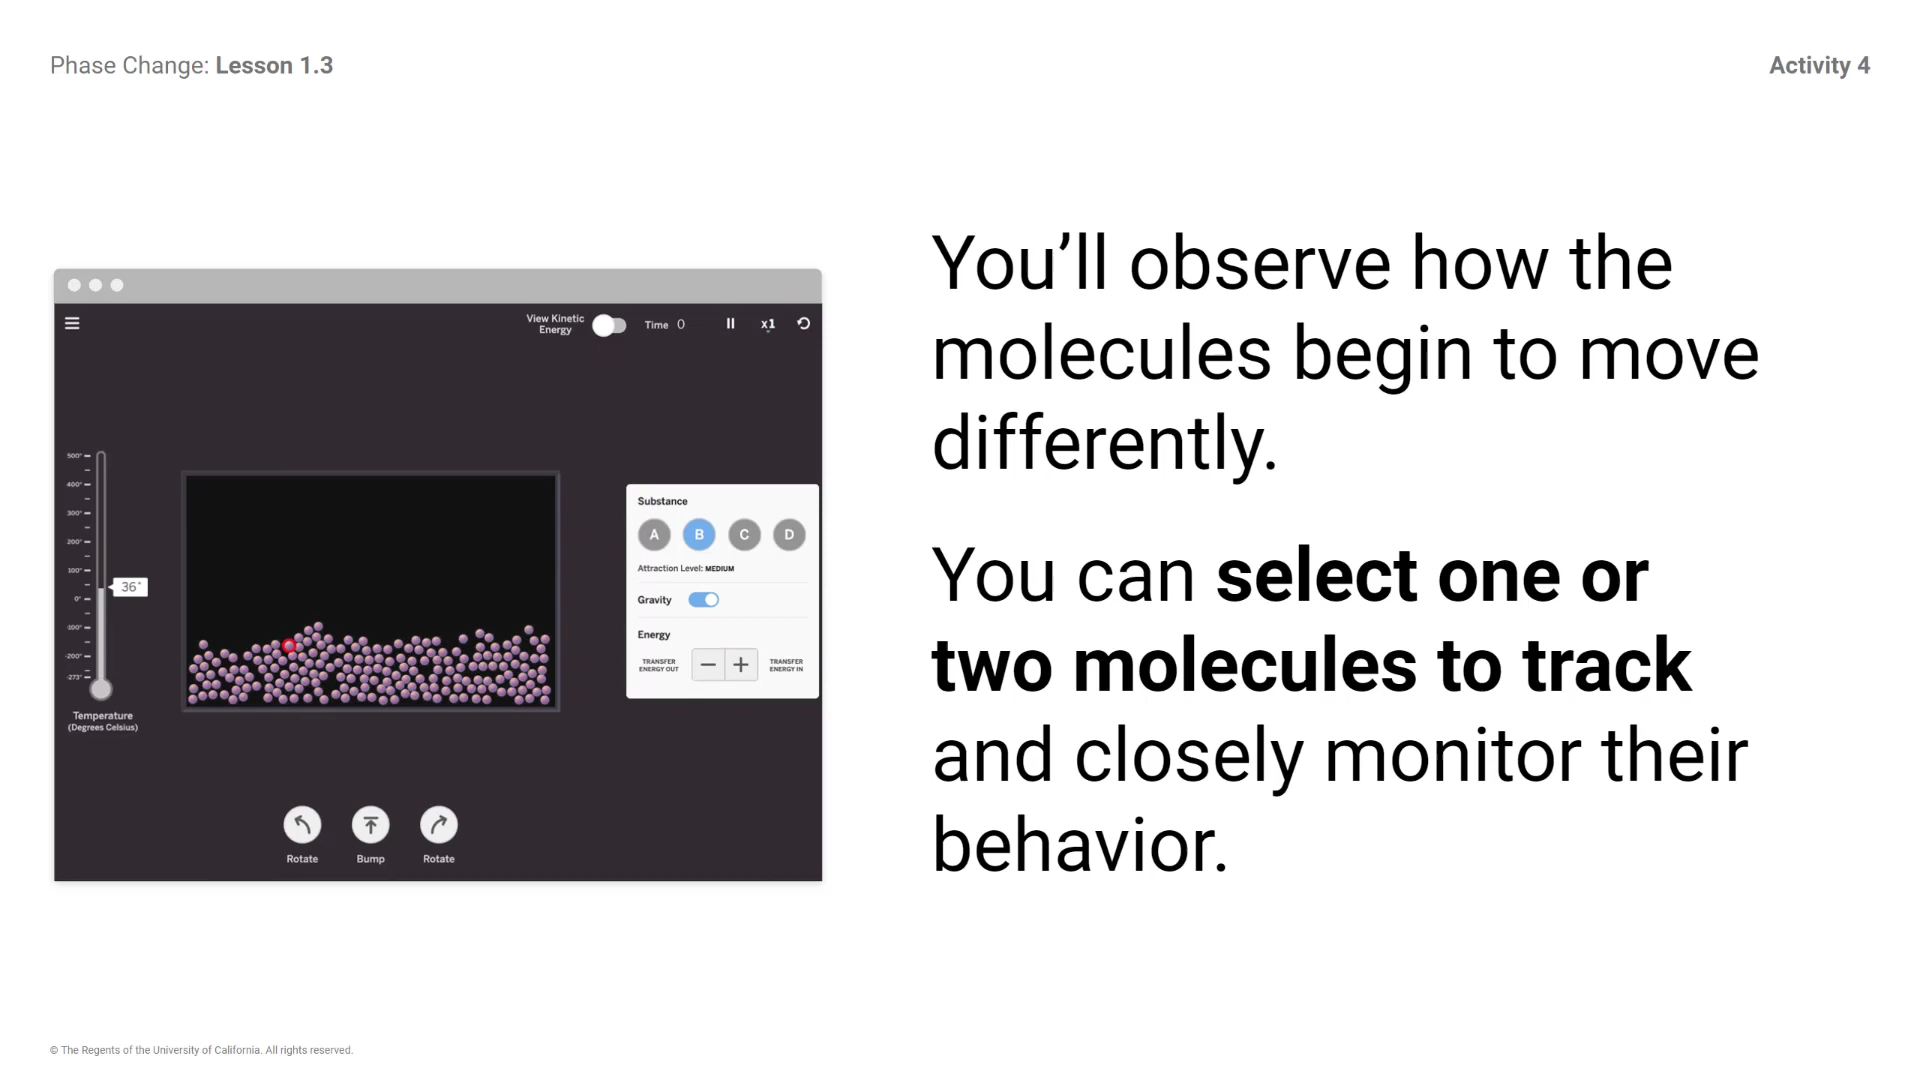 Phase Change: Lesson 1.3
Activity 4
View Kinetic
Energy
Time 0
x1
500°
400°
300°
200°
100°
0°
-100°
-200°
-273°
36°
Temperature
(Degrees Celsius)
Substance
A B C D
Attraction Level: MEDIUM
Gravity
Energy
TRANSFER
ENERGY OUT
− +
TRANSFER
ENERGY IN
Rotate
Bump
Rotate
You’ll observe how the
molecules begin to move
differently.
You can select one or
two molecules to track
and closely monitor their
behavior.
© The Regents of the University of California. All rights reserved.